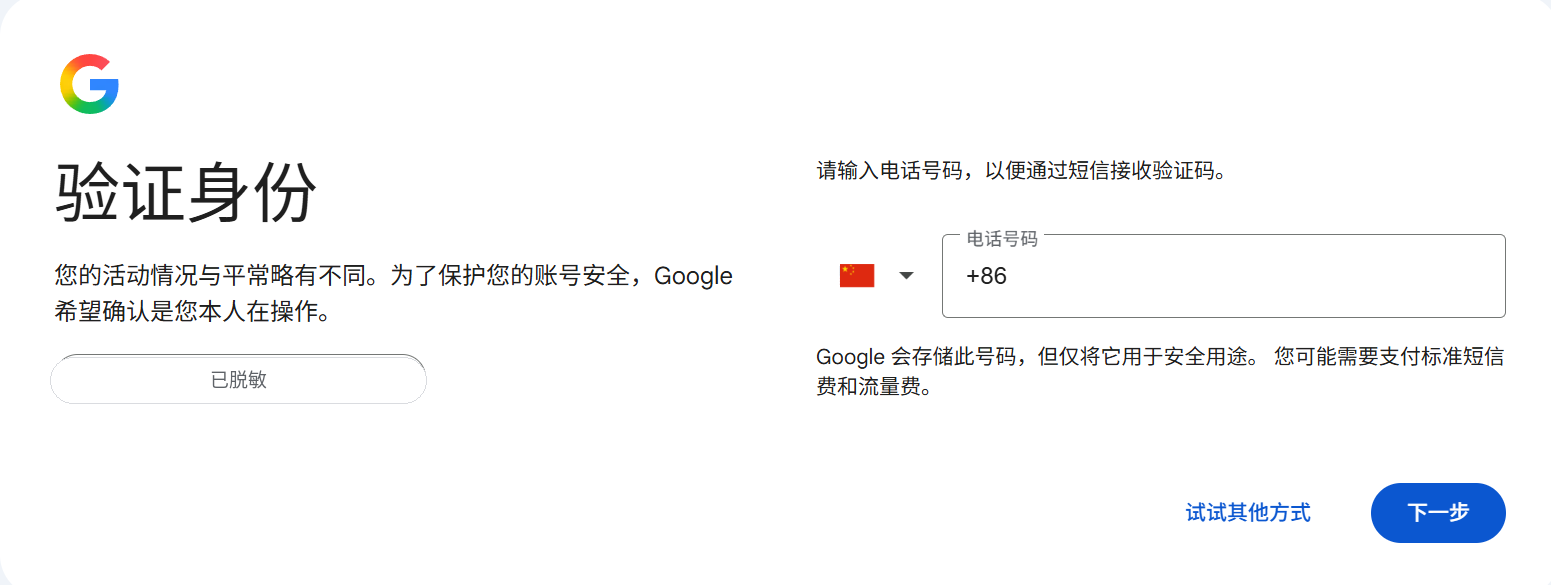 验证身份
您的活动情况与平常略有不同。为了保护您的账号安全，Google
希望确认是您本人在操作。
已脱敏
请输入电话号码，以便通过短信接收验证码。
电话号码
+86
Google 会存储此号码，但仅将它用于安全用途。 您可能需要支付标准短信
费和流量费。
试试其他方式
下一步